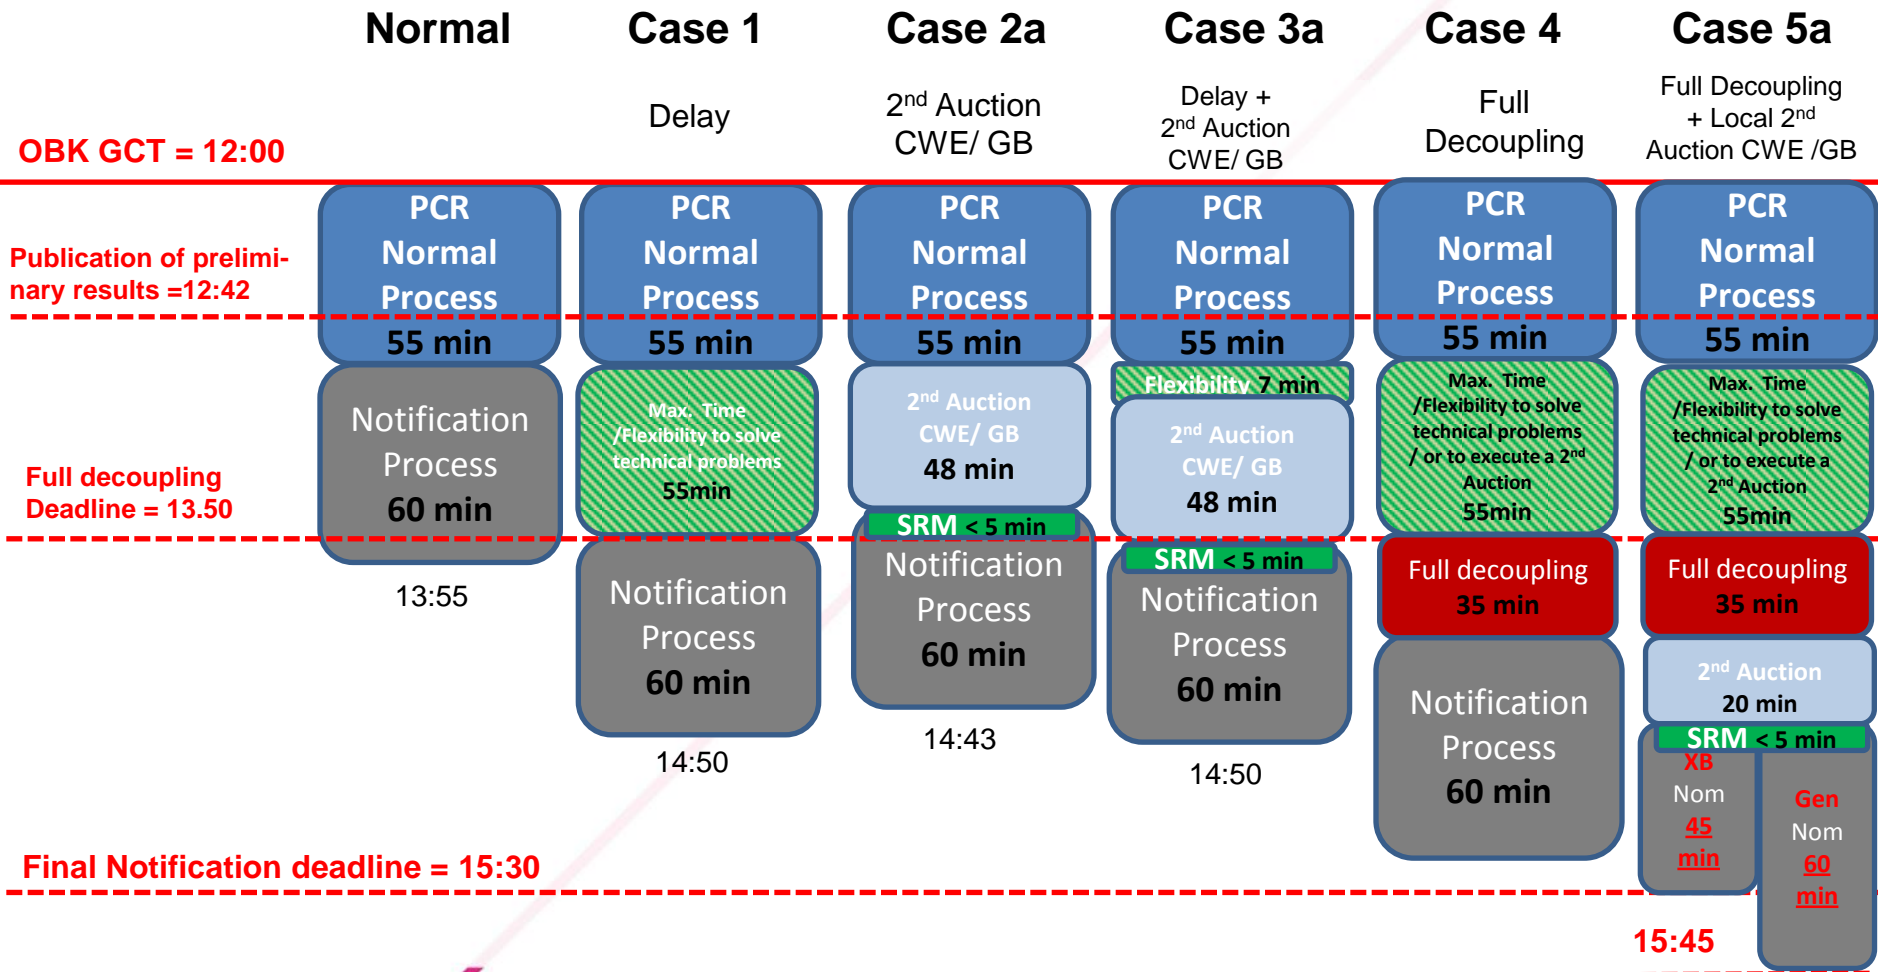 Normal
Case 1
Case 2a
Case 3a
Case 4
Case 5a
Delay
2nd Auction
CWE/ GB
Delay +
2nd Auction
CWE/ GB
Full
Decoupling
Full Decoupling
+ Local 2nd
Auction CWE /GB
OBK GCT = 12:00
Publication of prelimi-
nary results =12:42
Full decoupling
Deadline = 13.50
Final Notification deadline = 15:30
PCR
Normal
Process
55 min
Notification
Process
60 min
13:55
PCR
Normal
Process
55 min
Max. Time
/Flexibility to solve
technical problems
55min
Notification
Process
60 min
14:50
PCR
Normal
Process
55 min
2nd Auction
CWE/ GB
48 min
SRM < 5 min
Notification
Process
60 min
14:43
PCR
Normal
Process
55 min
Flexibility 7 min
2nd Auction
CWE/ GB
48 min
SRM < 5 min
Notification
Process
60 min
14:50
PCR
Normal
Process
55 min
Max. Time
/Flexibility to solve
technical problems
/ or to execute a 2nd
Auction
55min
Full decoupling
35 min
Notification
Process
60 min
PCR
Normal
Process
55 min
Max. Time
/Flexibility to solve
technical problems
/ or to execute a
2nd Auction
55min
Full decoupling
35 min
2nd Auction
20 min
SRM < 5 min
XB
Nom
45
min
Gen
Nom
60
min
15:45